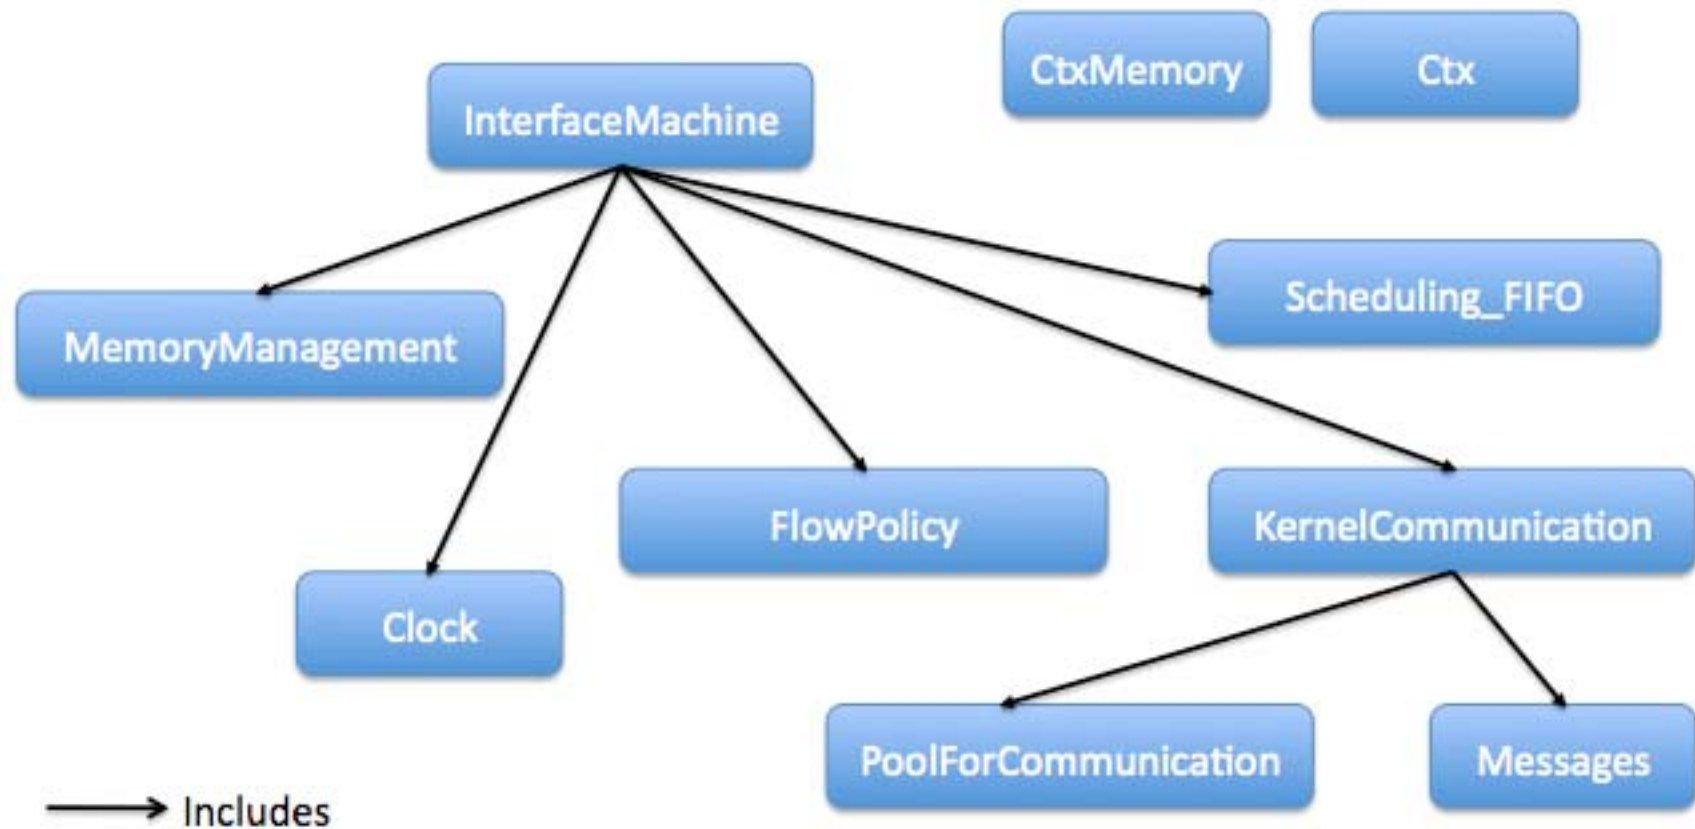 CtxMemory
Ctx
InterfaceMachine
Scheduling_FIFO
MemoryManagement
FlowPolicy
KernelCommunication
Clock
PoolForCommunication
Messages
Includes